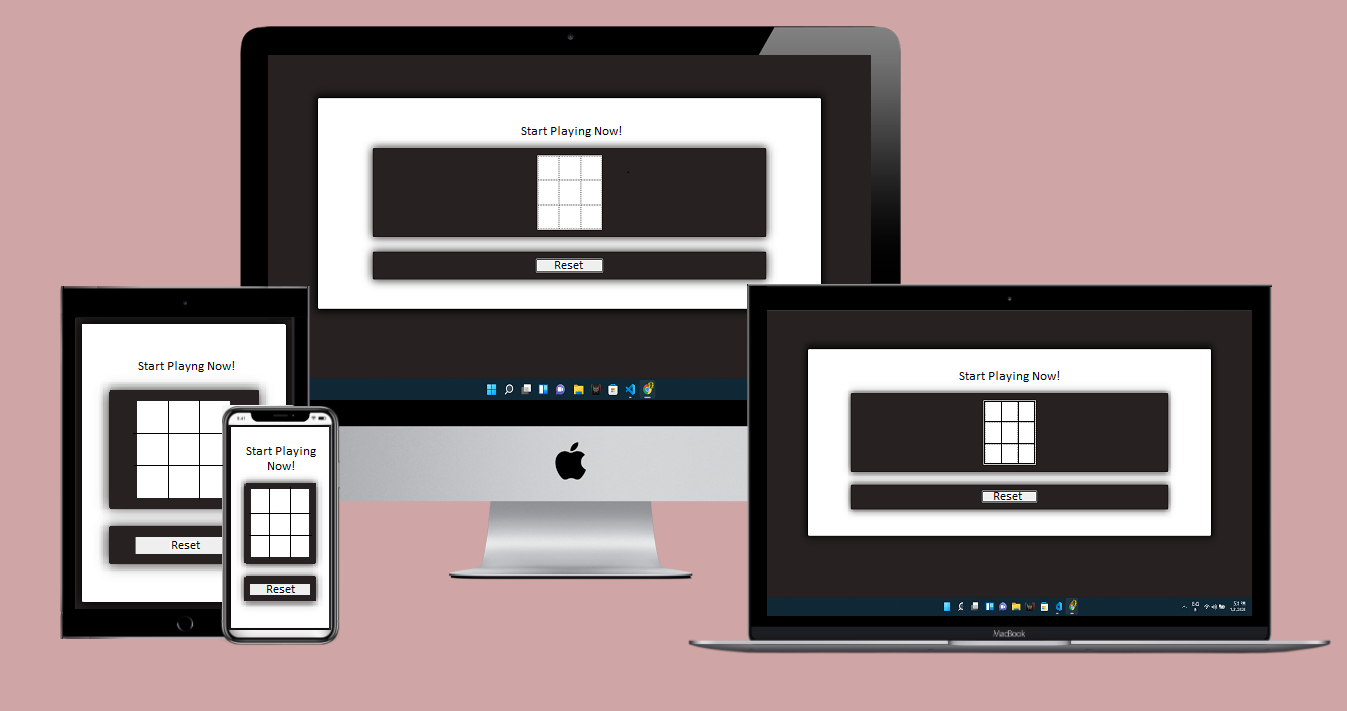 Start Playing Now!
Reset
Start Playng Now!
Reset
Start Playing
Now!
Reset
Start Playing Now!
Reset
MacBook